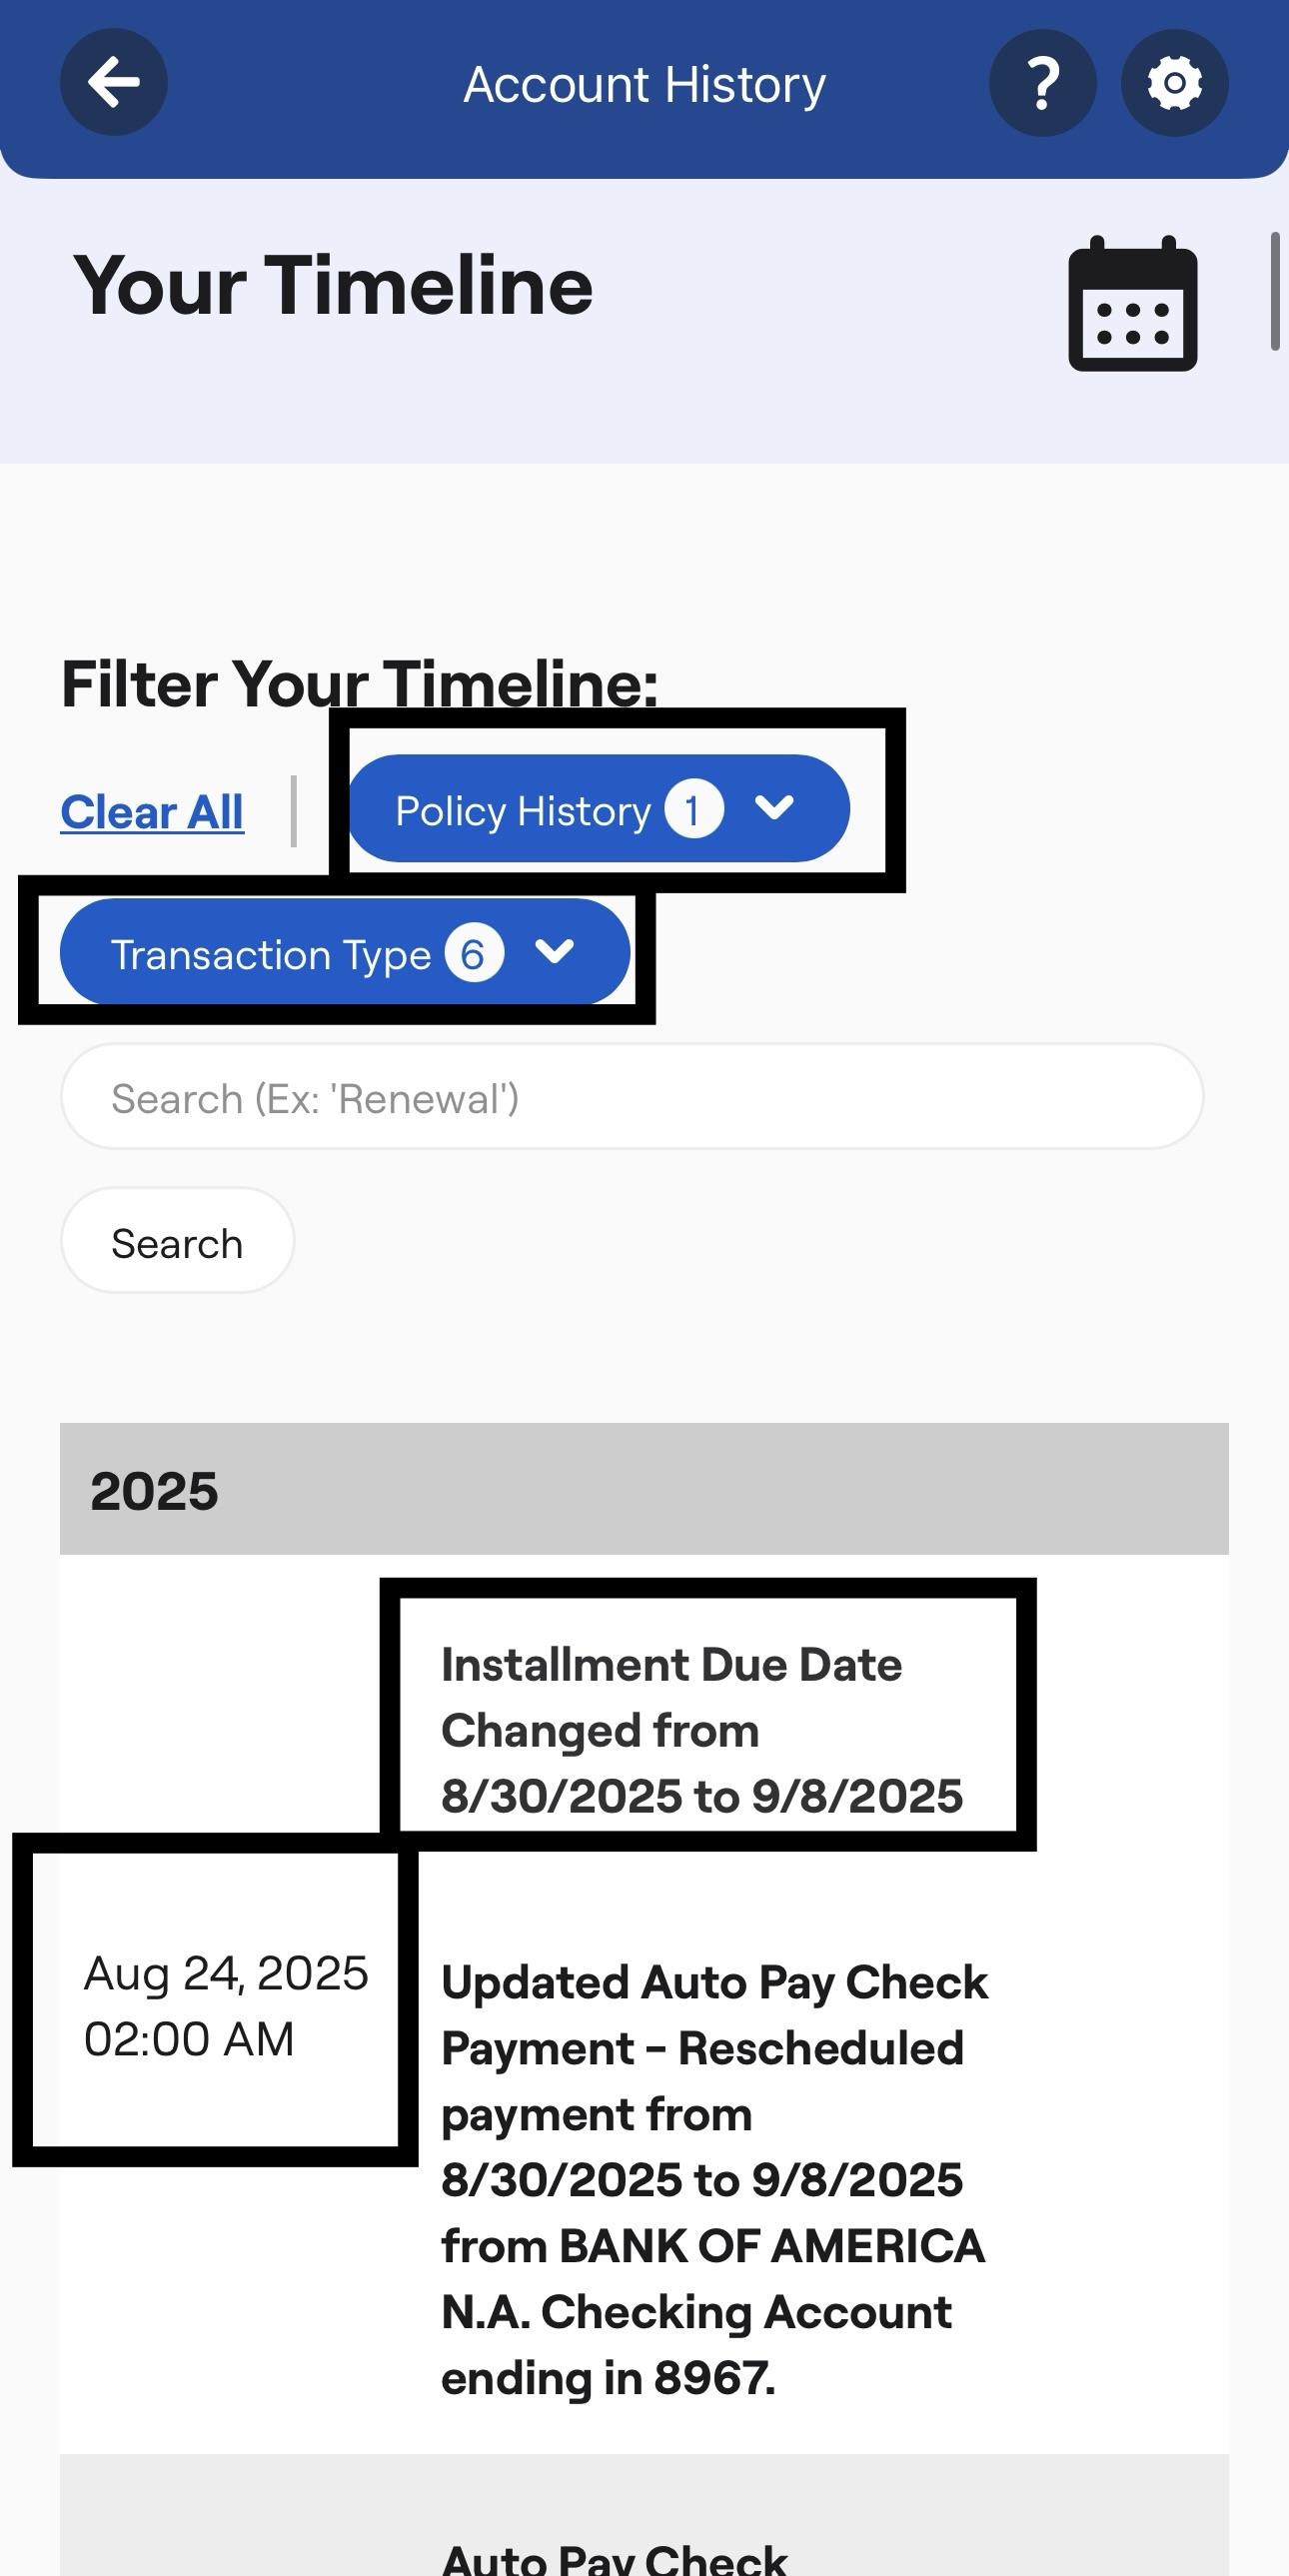 Account History
?
Your Timeline
Filter Your Timeline:
Clear All
Policy History 1
Transaction Type 6
Search (Ex: 'Renewal')
Search
2025
Installment Due Date
Changed from
8/30/2025 to 9/8/2025
Aug 24, 2025
02:00 AM
Updated Auto Pay Check
Payment - Rescheduled
payment from
8/30/2025 to 9/8/2025
from BANK OF AMERICA
N.A. Checking Account
ending in 8967.
Auto Pay Check